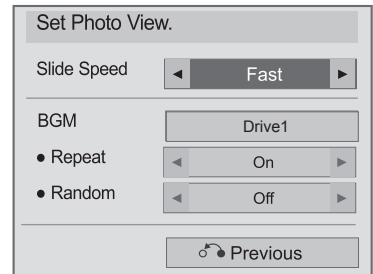 Set Photo View.
Slide Speed ◄ Fast ►
BGM Drive1
● Repeat ◄ On ►
● Random ◄ Off ►
Previous